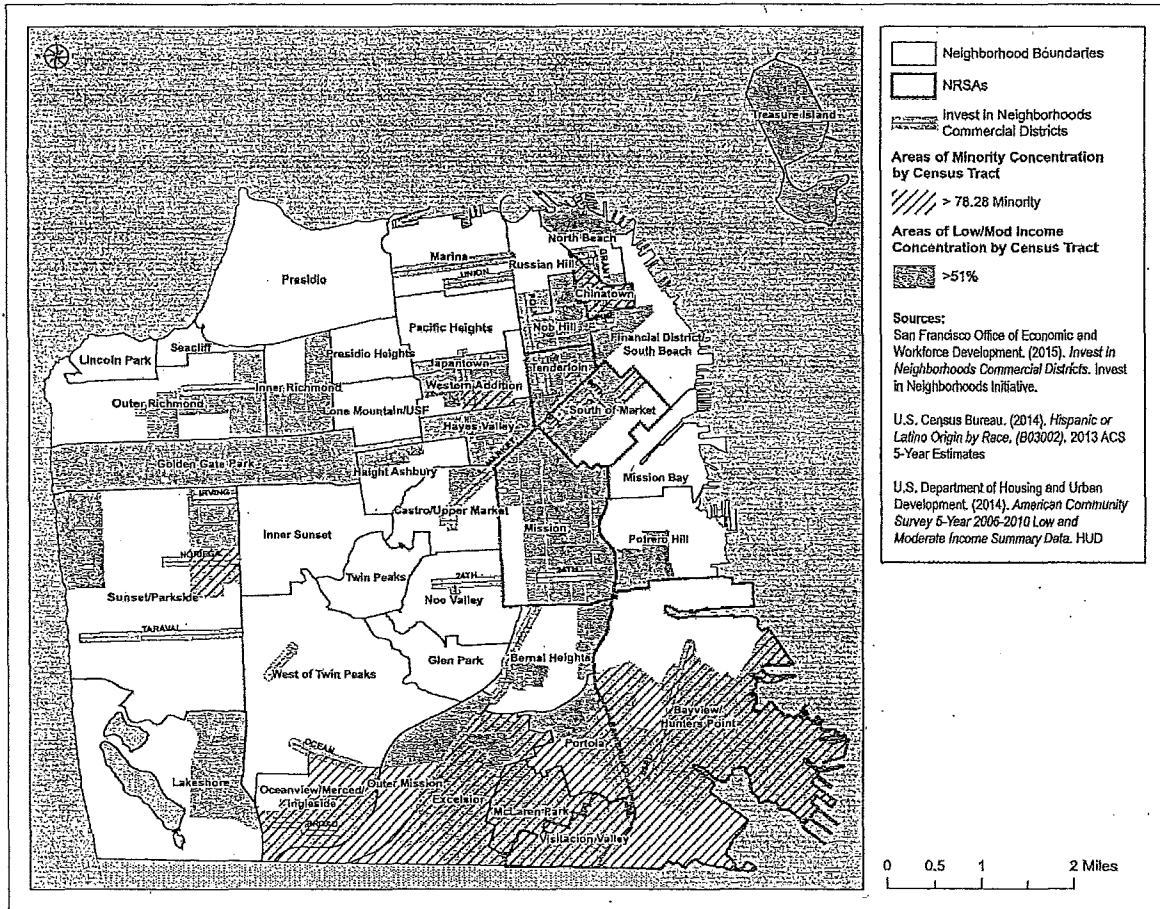 Treasure Island
North Beach
Marina
UNION
Russian Hill
Presidio
POLK
Chinatown
Pacific Heights
Nob Hill
Seacliff
Lincoln Park
Presidio Heights
Financial District/
South Beach
Japantown
Tenderloin
Western Addition
Inner Richmond
Outer Richmond
Lone Mountain/USF
South of Market
Hayes Valley
Golden Gate Park
Haight Ashbury
Mission Bay
IRVING
Castro/Upper Market
Inner Sunset
Mission
Potrero Hill
NORIEGA
Twin Peaks
24TH
24TH
Sunset/Parkside
Noe Valley
TARAVAL
Glen Park
Bernal Heights
West of Twin Peaks
Bayview/
Hunters Point
OCEAN
Portola
Lakeshore
Oceanview/Merced/
Ingleside
Outer Mission
Excelsior
McLaren Park
BROAD
Visitacion Valley
Neighborhood Boundaries
NRSAs
Invest in Neighborhoods
Commercial Districts
Areas of Minority Concentration
by Census Tract
> 78.28 Minority
Areas of Low/Mod Income
Concentration by Census Tract
>51%
Sources:
San Francisco Office of Economic and
Workforce Development. (2015). Invest in
Neighborhoods Commercial Districts. Invest
in Neighborhoods Initiative.
U.S. Census Bureau. (2014). Hispanic or
Latino Origin by Race, (B03002). 2013 ACS
5-Year Estimates
U.S. Department of Housing and Urban
Development. (2014). American Community
Survey 5-Year 2006-2010 Low and
Moderate Income Summary Data. HUD
0 0.5 1 2 Miles